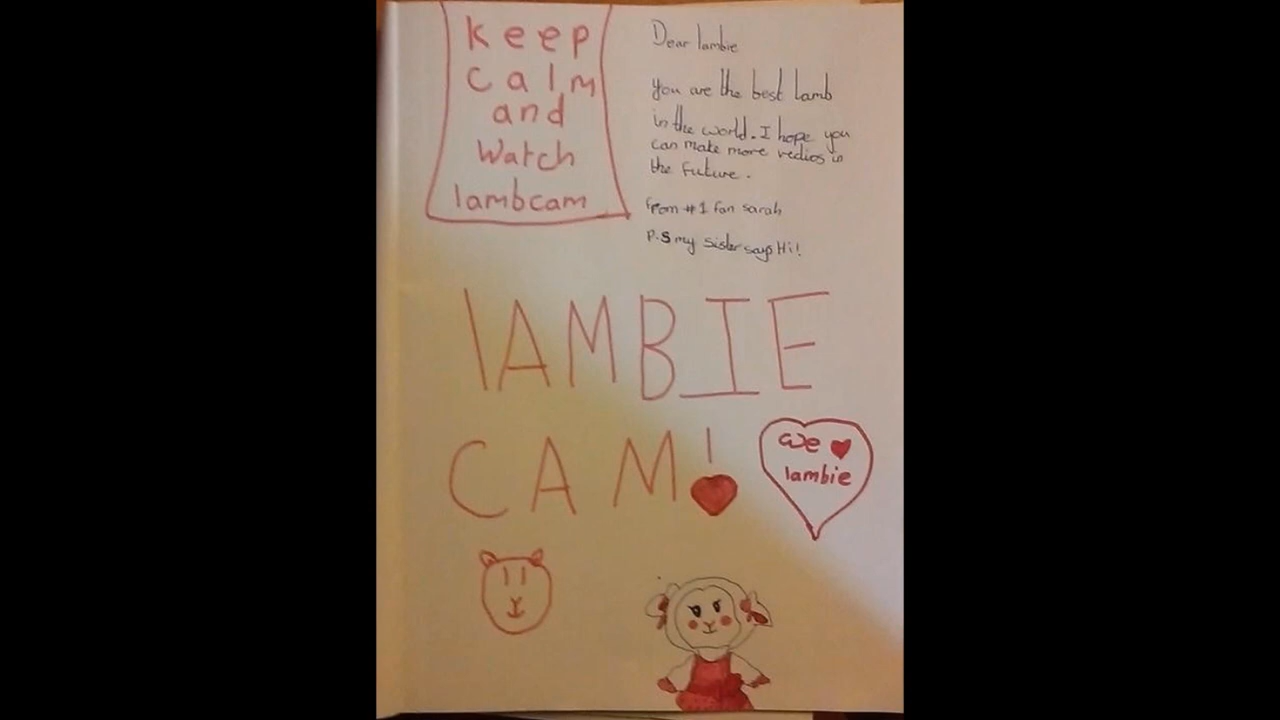 keep
calm
and
Watch
lambcam
Dear lambie
you are the best lamb
in the world. I hope you
can make more vedios in
the future.
from #1 fan sarah
P.S my sister says Hi!
lAMBIE
CAM!
we ♥
lambie